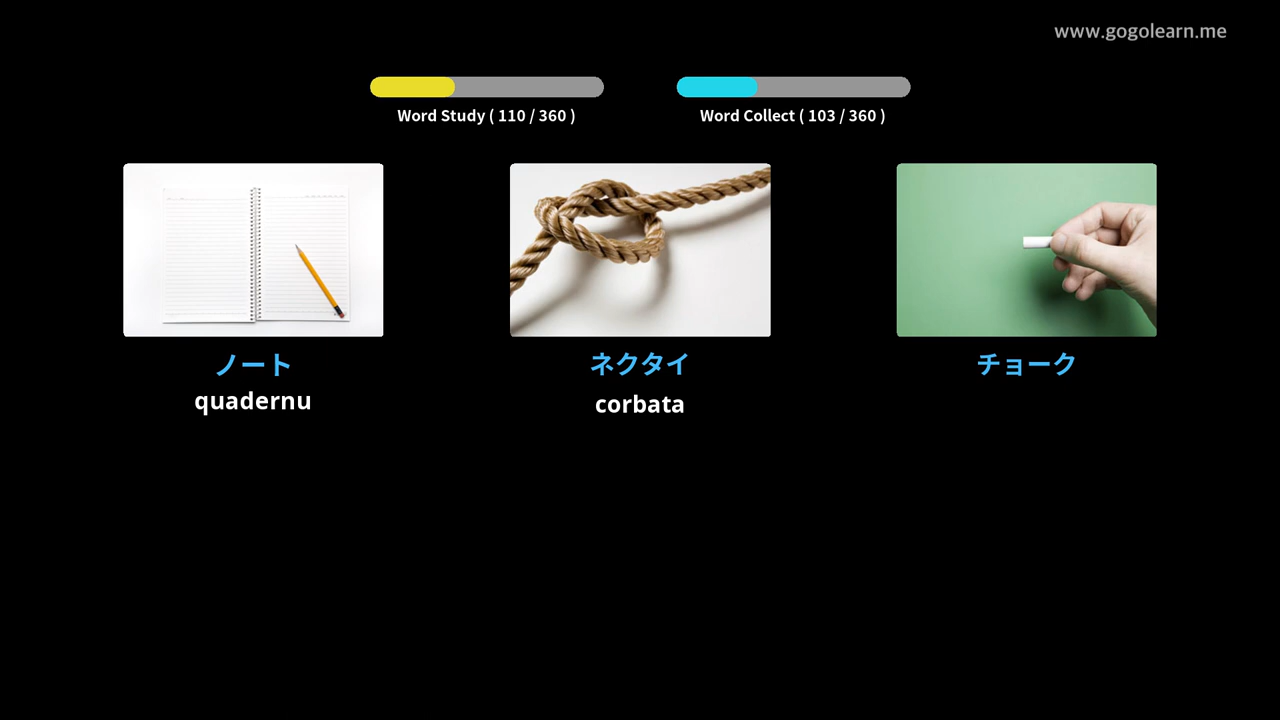 www.gogolearn.me
Word Study ( 110 / 360 )
Word Collect ( 103 / 360 )
ノート
quadernu
ネクタイ
corbata
チョーク